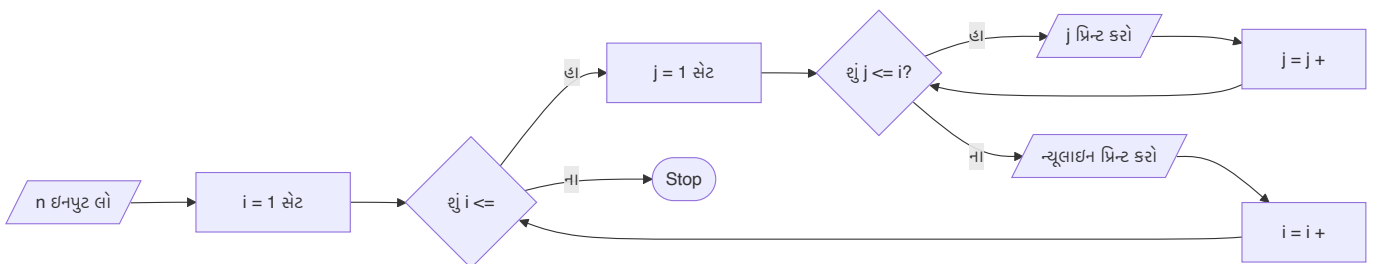 n ઇનપુટ લો
i = 1 સેટ
શું i <=
હા
ના
Stop
j = 1 સેટ
શું j <= i?
હા
j પ્રિન્ટ કરો
j = j +
ના
ન્યૂલાઇન પ્રિન્ટ કરો
i = i +